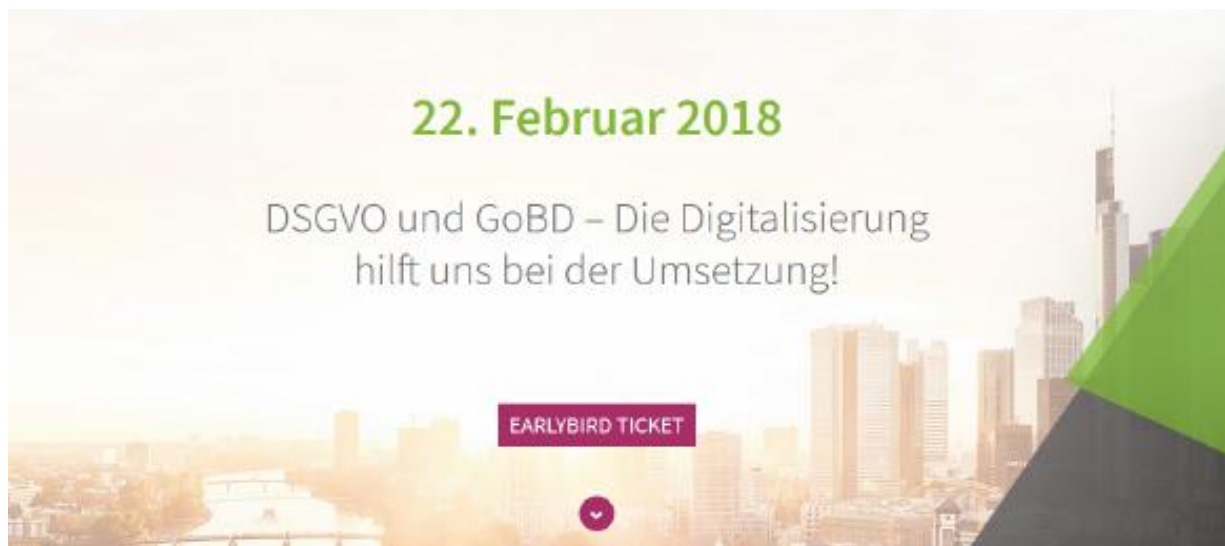 22. Februar 2018
DSGVO und GoBD – Die Digitalisierung
hilft uns bei der Umsetzung!
EARLYBIRD TICKET